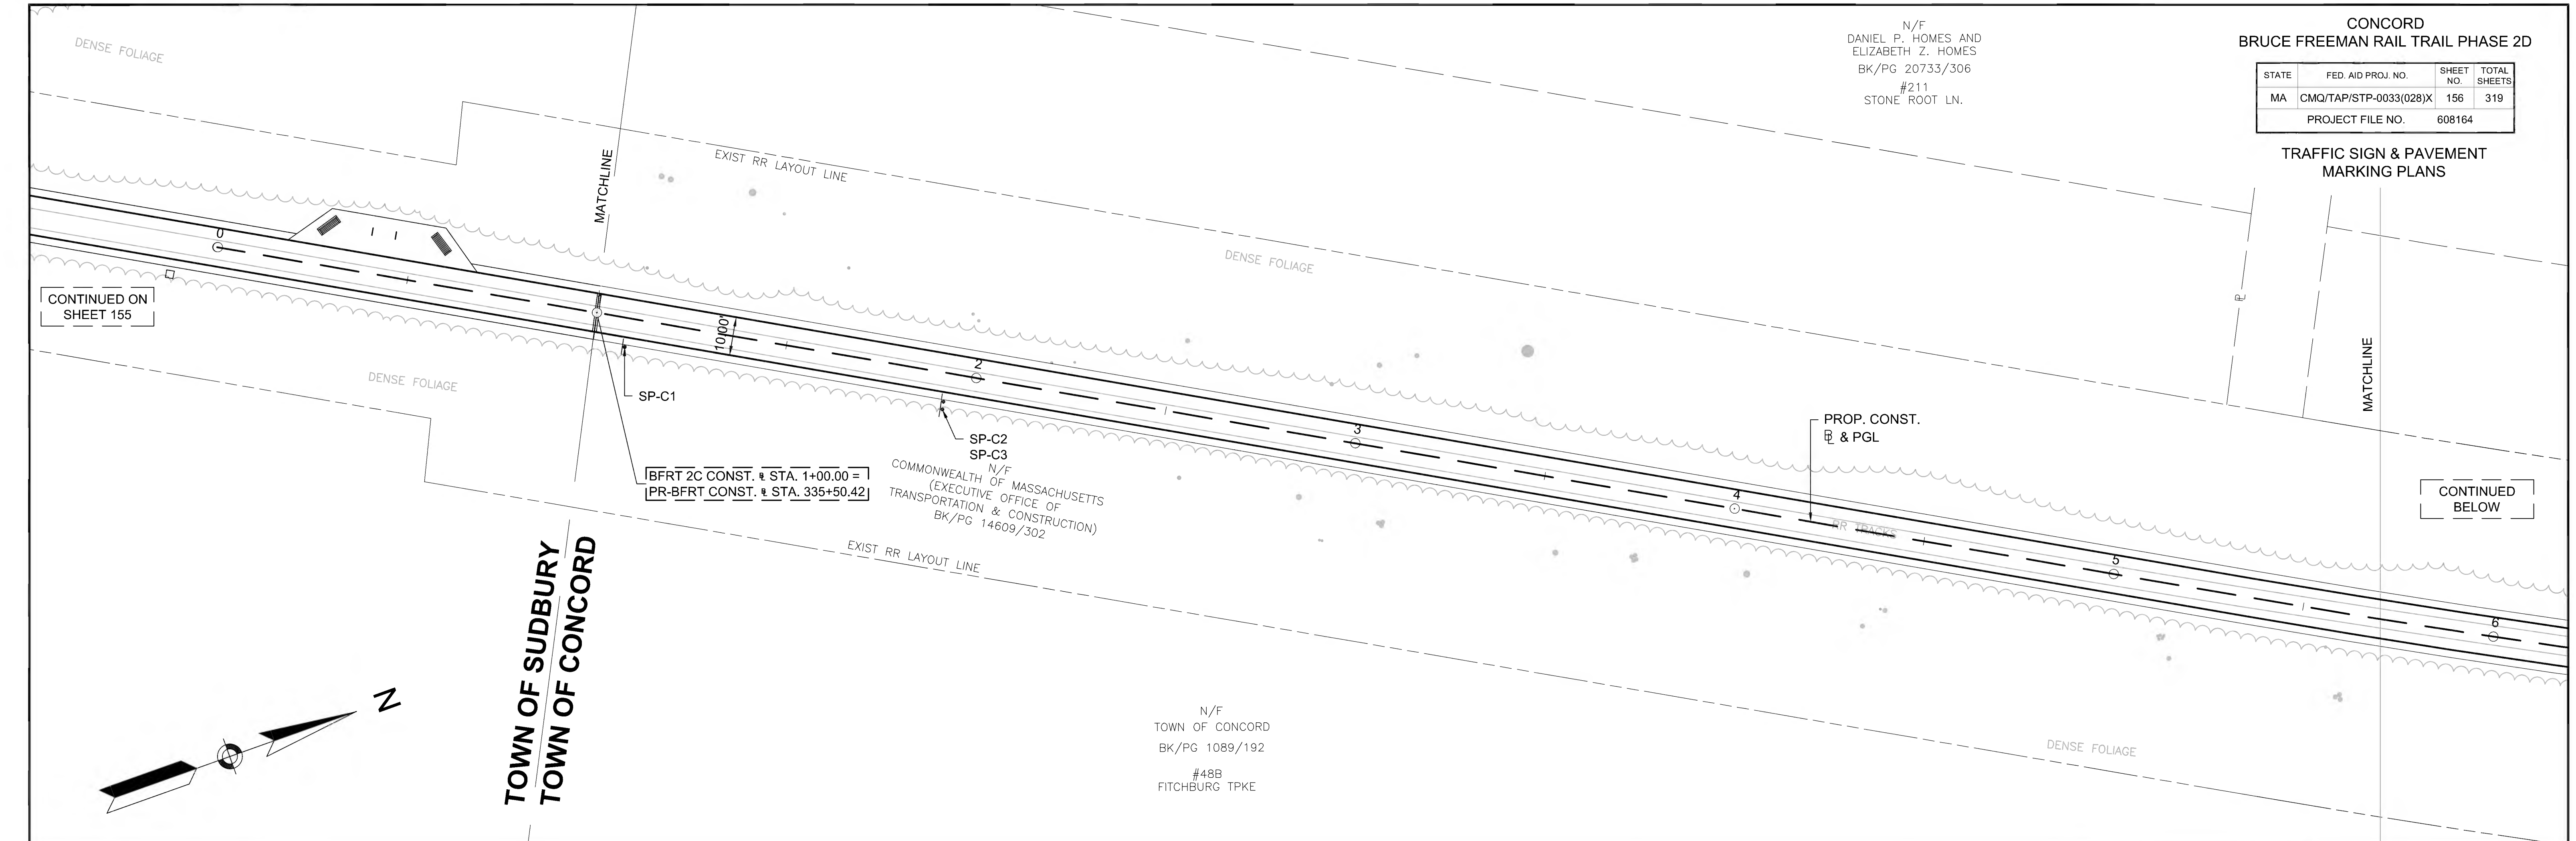 CONCORD
BRUCE FREEMAN RAIL TRAIL PHASE 2D
STATE FED. AID PROJ. NO. SHEET NO. TOTAL SHEETS
MA CMQ/TAP/STP-0033(028)X 156 319
PROJECT FILE NO. 608164
TRAFFIC SIGN & PAVEMENT
MARKING PLANS
N/F
DANIEL P. HOMES AND
ELIZABETH Z. HOMES
BK/PG 20733/306
#211
STONE ROOT LN.
DENSE FOLIAGE
MATCHLINE
EXIST RR LAYOUT LINE
DENSE FOLIAGE
0
CONTINUED ON
SHEET 155
DENSE FOLIAGE
10.00'
SP-C1
2
SP-C2
SP-C3
BFRT 2C CONST. ℄ STA. 1+00.00 =
PR-BFRT CONST. ℄ STA. 335+50.42
N/F
COMMONWEALTH OF MASSACHUSETTS
(EXECUTIVE OFFICE OF
TRANSPORTATION & CONSTRUCTION)
BK/PG 14609/302
EXIST RR LAYOUT LINE
3
4
PROP. CONST.
BL & PGL
RR TRACKS
5
6
PL
MATCHLINE
CONTINUED
BELOW
TOWN OF SUDBURY
TOWN OF CONCORD
N
N/F
TOWN OF CONCORD
BK/PG 1089/192
#48B
FITCHBURG TPKE
DENSE FOLIAGE